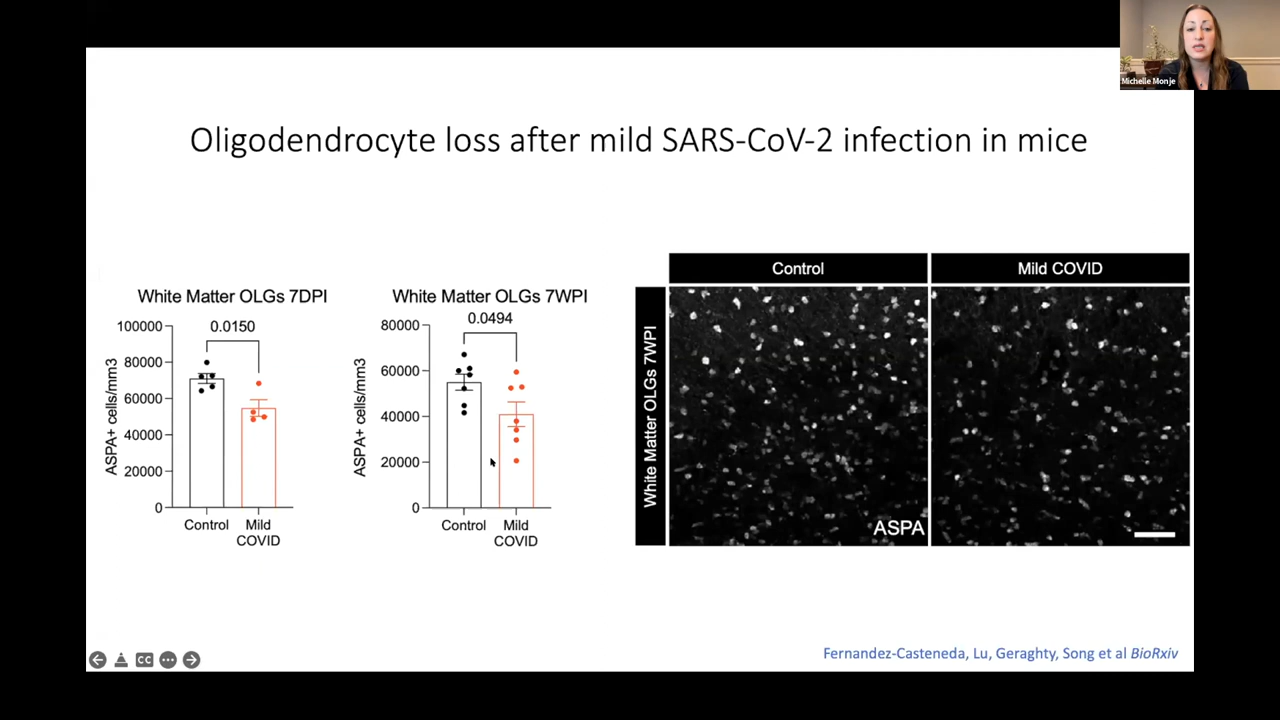 Michelle Monje
Oligodendrocyte loss after mild SARS-CoV-2 infection in mice
White Matter OLGs 7DPI
0.0150
100000
80000
60000
40000
20000
0
ASPA+ cells/mm3
Control
Mild
COVID
White Matter OLGs 7WPI
0.0494
80000
60000
40000
20000
0
ASPA+ cells/mm3
Control
Mild
COVID
Control
Mild COVID
White Matter OLGs 7WPI
ASPA
Fernandez-Casteneda, Lu, Geraghty, Song et al BioRxiv
CC